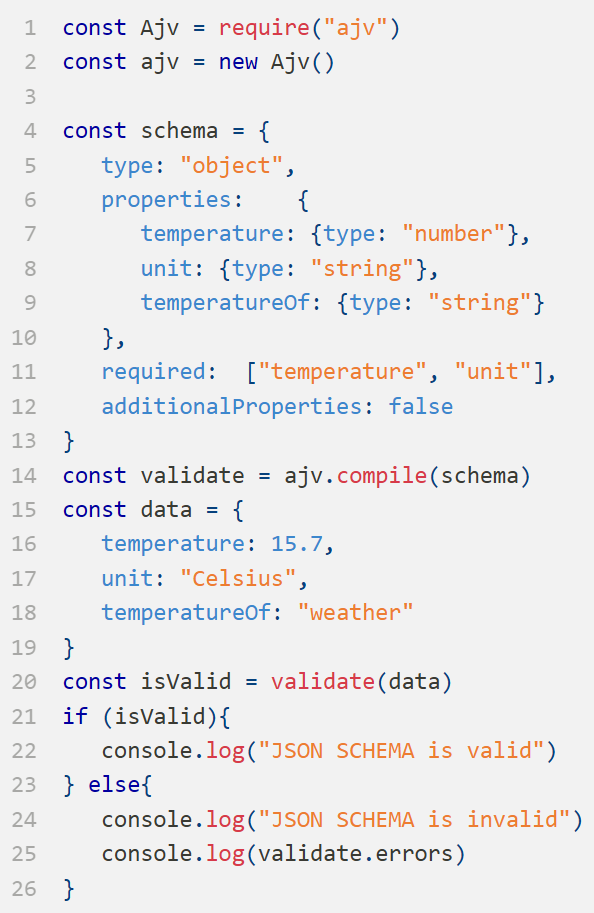 1 const Ajv = require("ajv")
2 const ajv = new Ajv()
3
4 const schema = {
5 type: "object",
6 properties: {
7 temperature: {type: "number"},
8 unit: {type: "string"},
9 temperatureOf: {type: "string"}
10 },
11 required: ["temperature", "unit"],
12 additionalProperties: false
13 }
14 const validate = ajv.compile(schema)
15 const data = {
16 temperature: 15.7,
17 unit: "Celsius",
18 temperatureOf: "weather"
19 }
20 const isValid = validate(data)
21 if (isValid){
22 console.log("JSON SCHEMA is valid")
23 } else{
24 console.log("JSON SCHEMA is invalid")
25 console.log(validate.errors)
26 }